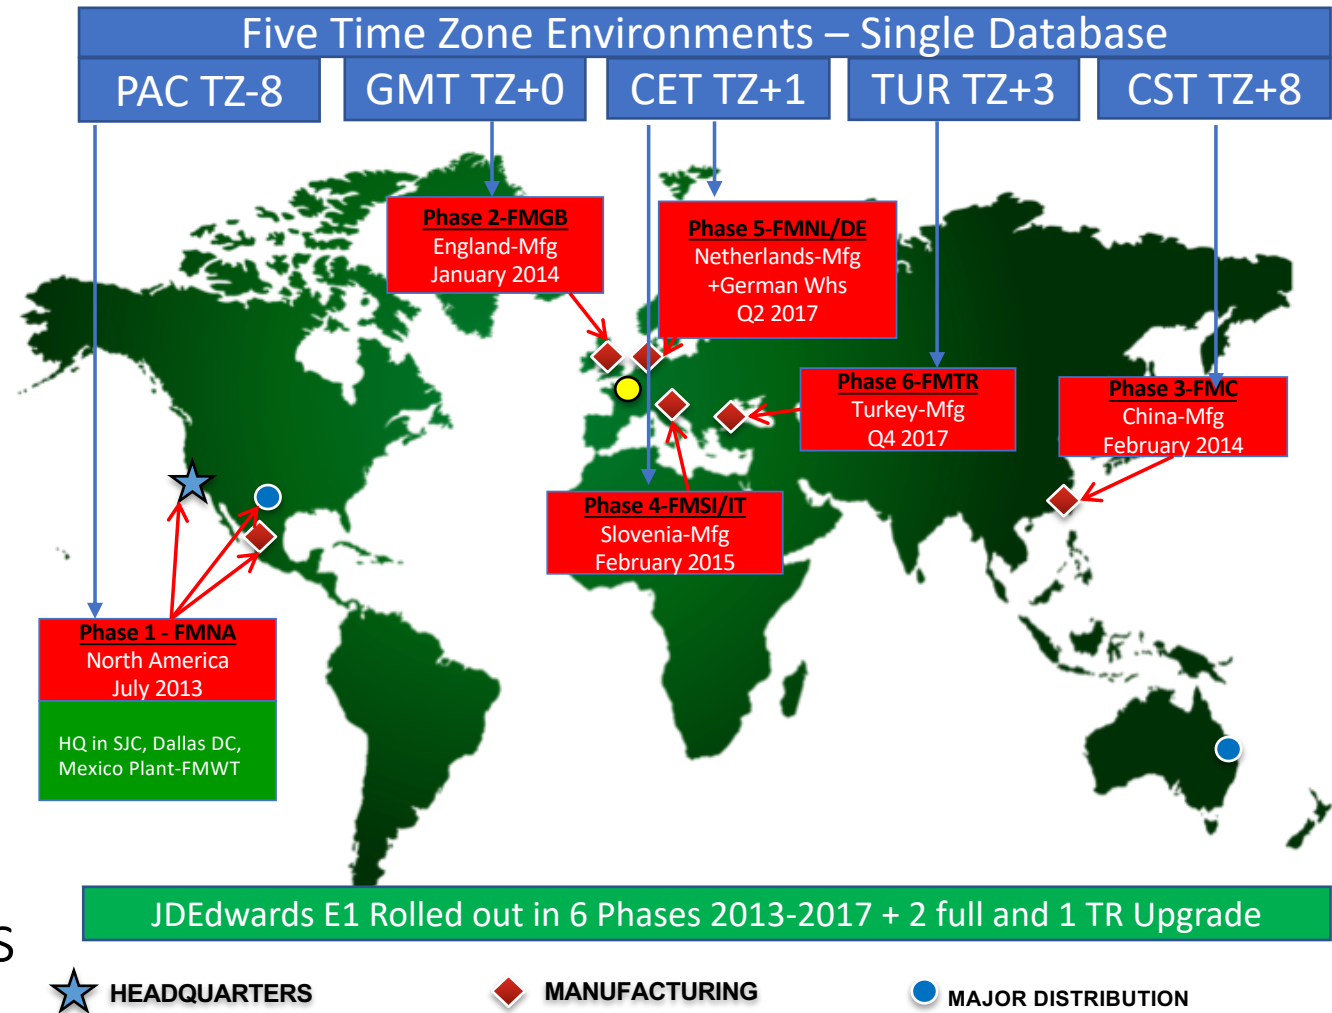 Five Time Zone Environments – Single Database
PAC TZ-8
GMT TZ+0
CET TZ+1
TUR TZ+3
CST TZ+8
Phase 2-FMGB
England-Mfg
January 2014
Phase 5-FMNL/DE
Netherlands-Mfg
+German Whs
Q2 2017
Phase 6-FMTR
Turkey-Mfg
Q4 2017
Phase 3-FMC
China-Mfg
February 2014
Phase 4-FMSI/IT
Slovenia-Mfg
February 2015
Phase 1 - FMNA
North America
July 2013
HQ in SJC, Dallas DC,
Mexico Plant-FMWT
JDEdwards E1 Rolled out in 6 Phases 2013-2017 + 2 full and 1 TR Upgrade
S
HEADQUARTERS
MANUFACTURING
MAJOR DISTRIBUTION